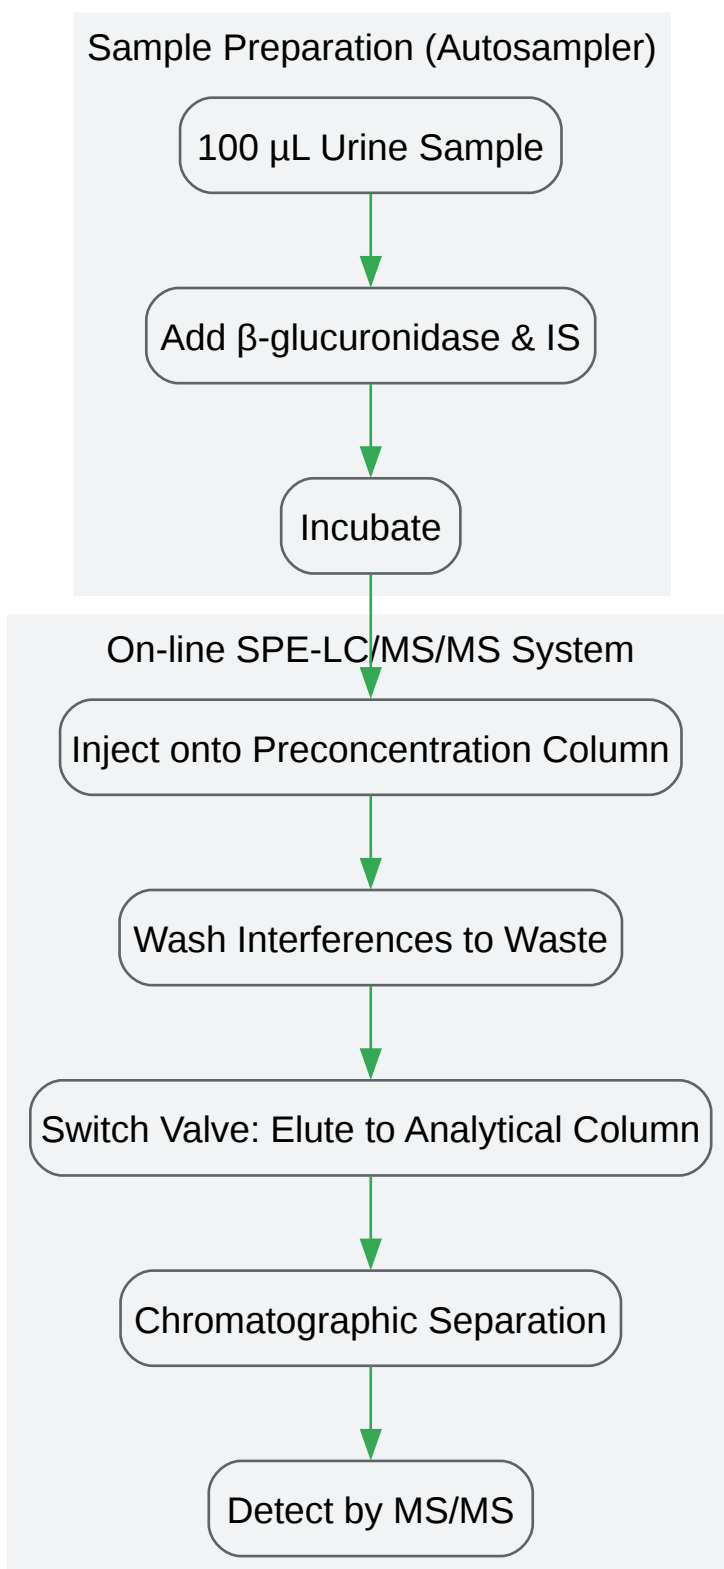 Sample Preparation (Autosampler)
100 µL Urine Sample
Add β-glucuronidase & IS
Incubate
On-line SPE-LC/MS/MS System
Inject onto Preconcentration Column
Wash Interferences to Waste
Switch Valve: Elute to Analytical Column
Chromatographic Separation
Detect by MS/MS